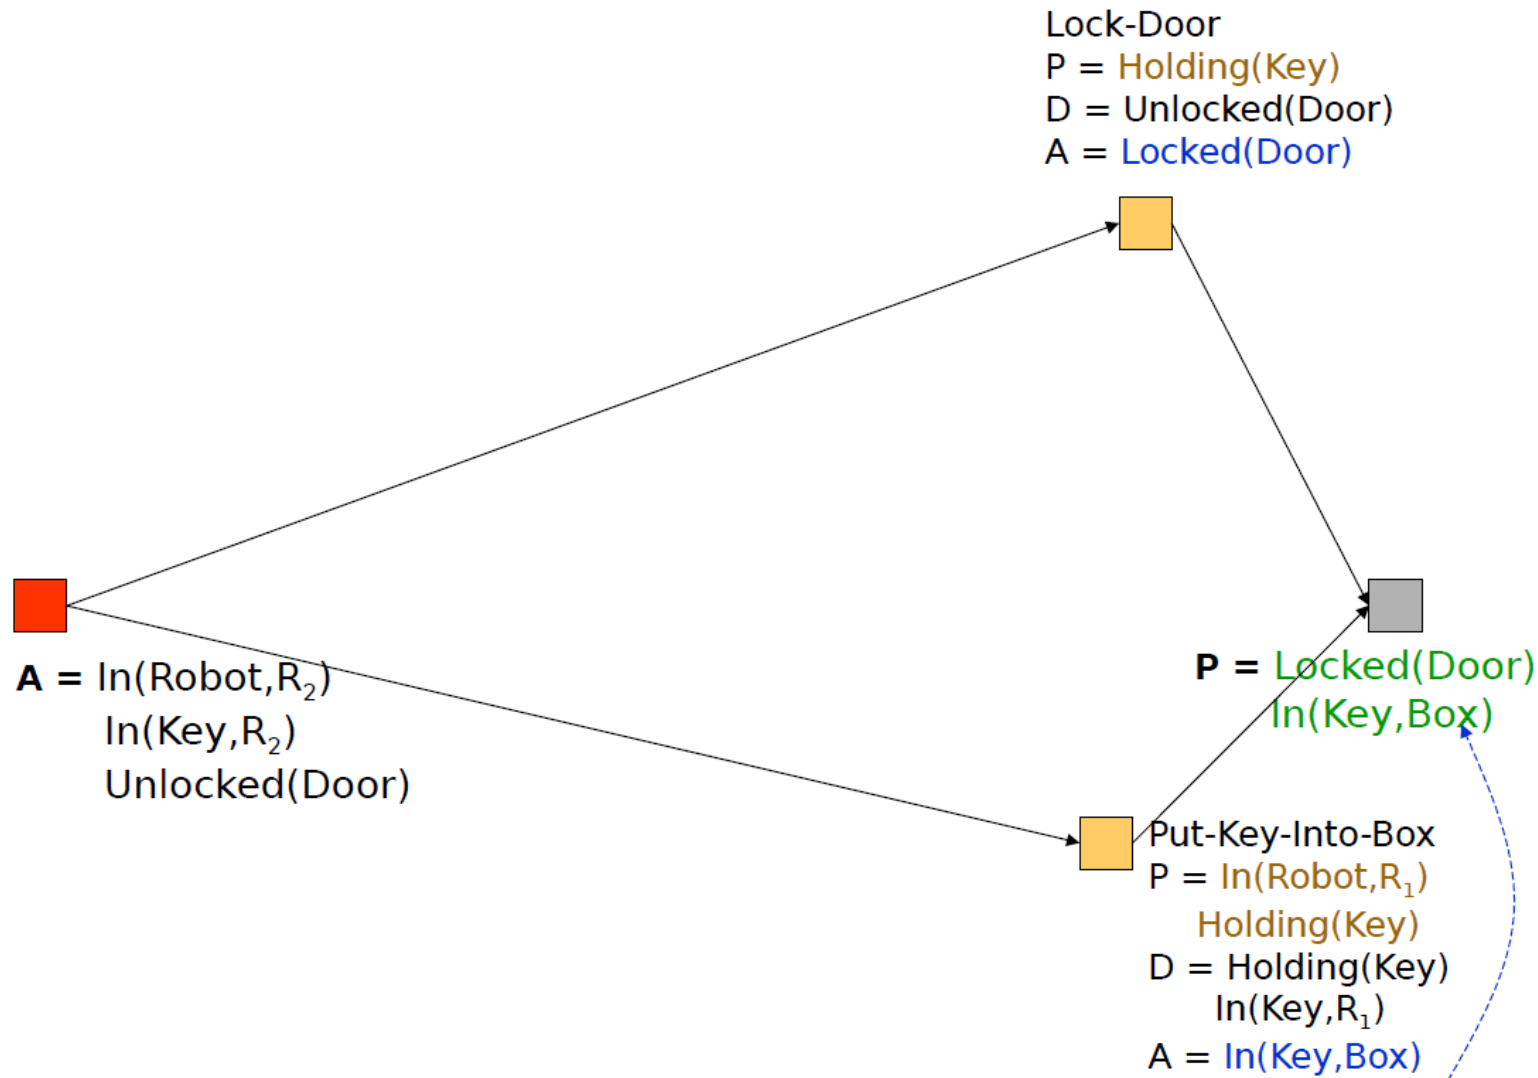 Lock-Door
P = Holding(Key)
D = Unlocked(Door)
A = Locked(Door)
A = In(Robot,R₂)
In(Key,R₂)
Unlocked(Door)
P = Locked(Door)
In(Key,Box)
Put-Key-Into-Box
P = In(Robot,R₁)
Holding(Key)
D = Holding(Key)
In(Key,R₁)
A = In(Key,Box)